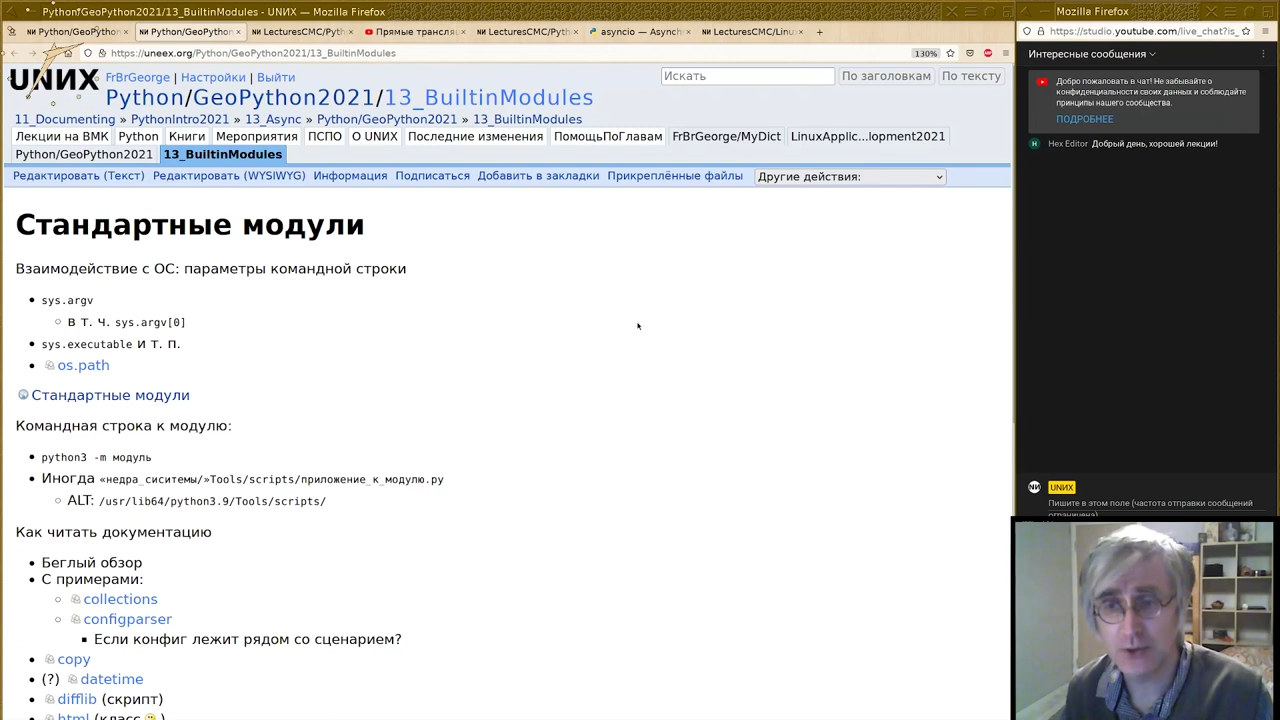 Python/GeoPython2021/13_BuiltinModules - UNИX — Mozilla Firefox
Mozilla Firefox
Python/GeoPython
Python/GeoPython
LecturesCMC/Pyth
Прямые трансляц
LecturesCMC/Pyth
asyncio — Asynch
LecturesCMC/Linu
https://uneex.org/Python/GeoPython2021/13_BuiltinModules
130%
https://studio.youtube.com/live_chat?is_
UNИX
FrBrGeorge | Настройки | Выйти
Искать
По заголовкам
По тексту
Python/GeoPython2021/13_BuiltinModules
11_Documenting » PythonIntro2021 » 13_Async » Python/GeoPython2021 » 13_BuiltinModules
Лекции на ВМК
Python
Книги
Мероприятия
ПСПО
О UNIX
Последние изменения
ПомощьПоГлавам
FrBrGeorge/MyDict
LinuxApplic...lopment2021
Python/GeoPython2021
13_BuiltinModules
Редактировать (Текст)
Редактировать (WYSIWYG)
Информация
Подписаться
Добавить в закладки
Прикреплённые файлы
Другие действия:
Стандартные модули
Взаимодействие с ОС: параметры командной строки
sys.argv
в т. ч. sys.argv[0]
sys.executable и т. п.
os.path
Стандартные модули
Командная строка к модулю:
python3 -m модуль
Иногда «недра_сиситемы/»Tools/scripts/приложение_к_модулю.py
ALT: /usr/lib64/python3.9/Tools/scripts/
Как читать документацию
Беглый обзор
С примерами:
collections
configparser
Если конфиг лежит рядом со сценарием?
copy
(?) datetime
difflib (скрипт)
html (класс )
Интересные сообщения
Добро пожаловать в чат! Не забывайте о
конфиденциальности своих данных и соблюдайте
принципы нашего сообщества.
ПОДРОБНЕЕ
H Hex Editor Добрый день, хорошей лекции!
UNИX
Пишите в этом поле (частота отправки сообщений
ограничена)